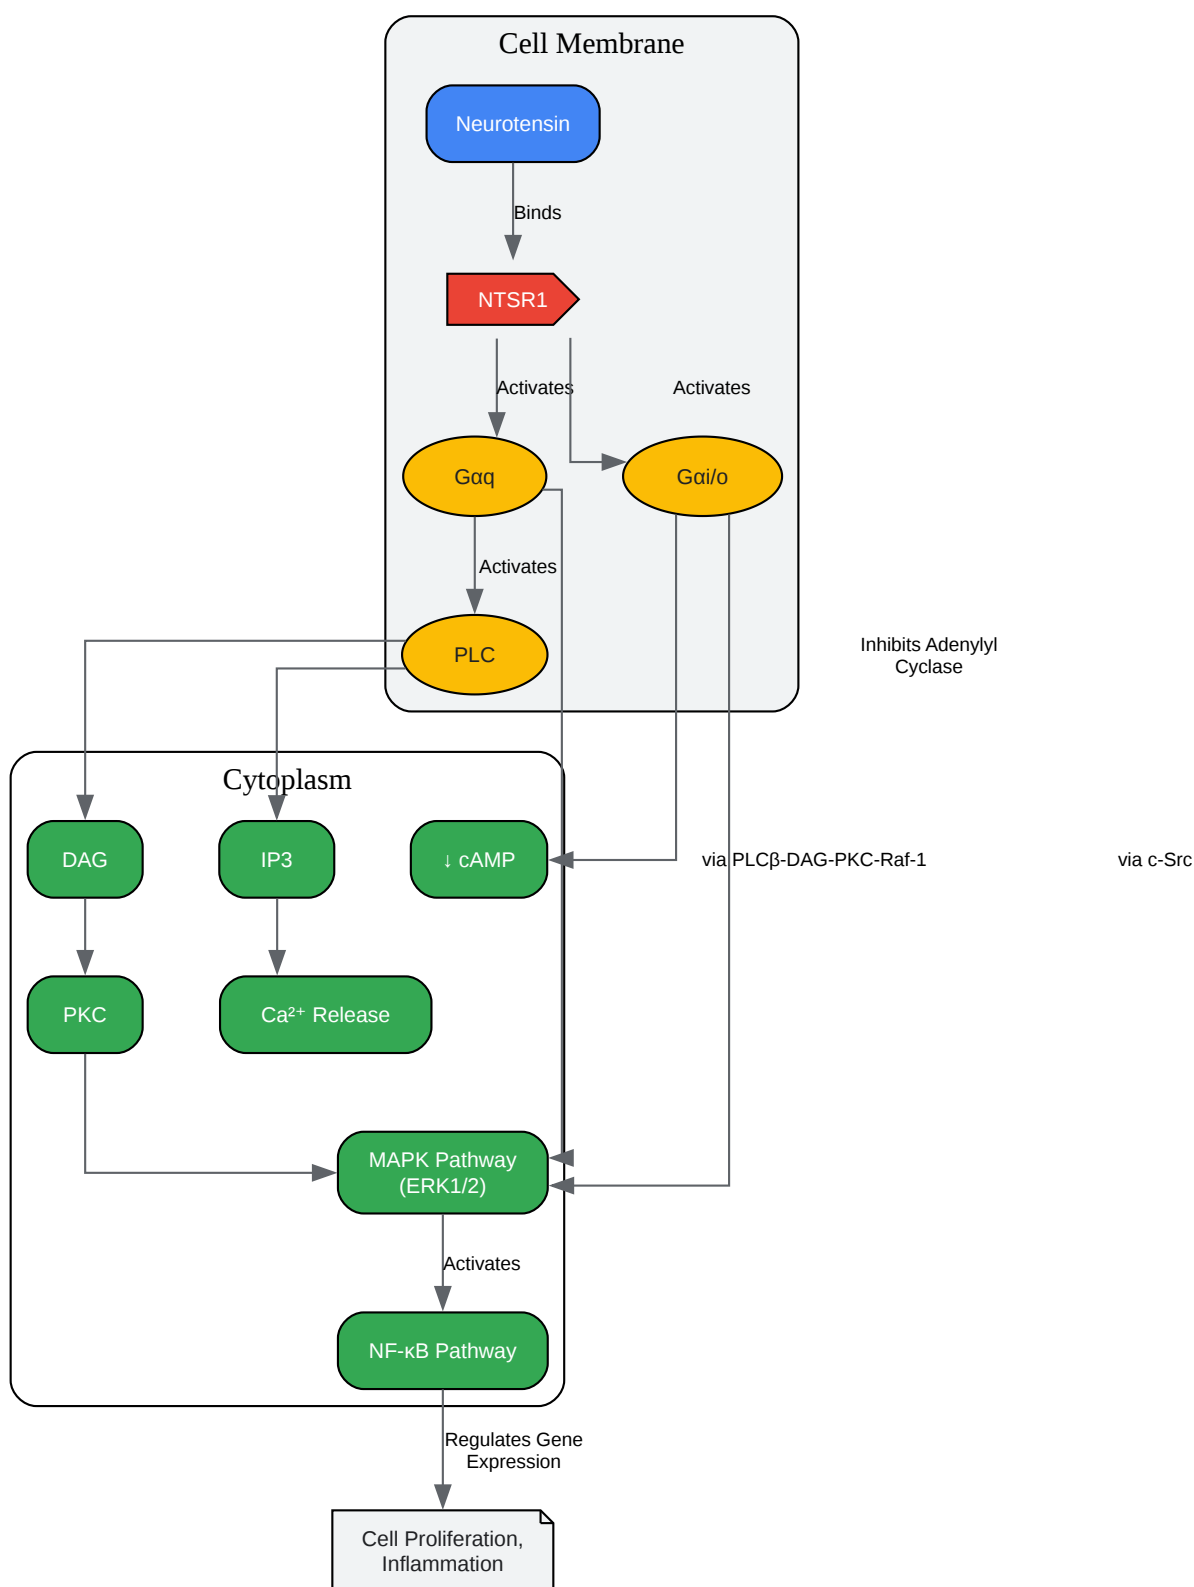 Cell Membrane
Neurotensin
Binds
NTSR1
Activates
Activates
Gαq
Gαi/o
Activates
PLC
Inhibits Adenylyl
Cyclase
Cytoplasm
DAG
IP3
↓ cAMP
via PLCβ-DAG-PKC-Raf-1
via c-Src
PKC
Ca²⁺ Release
MAPK Pathway
(ERK1/2)
Activates
NF-κB Pathway
Regulates Gene
Expression
Cell Proliferation,
Inflammation